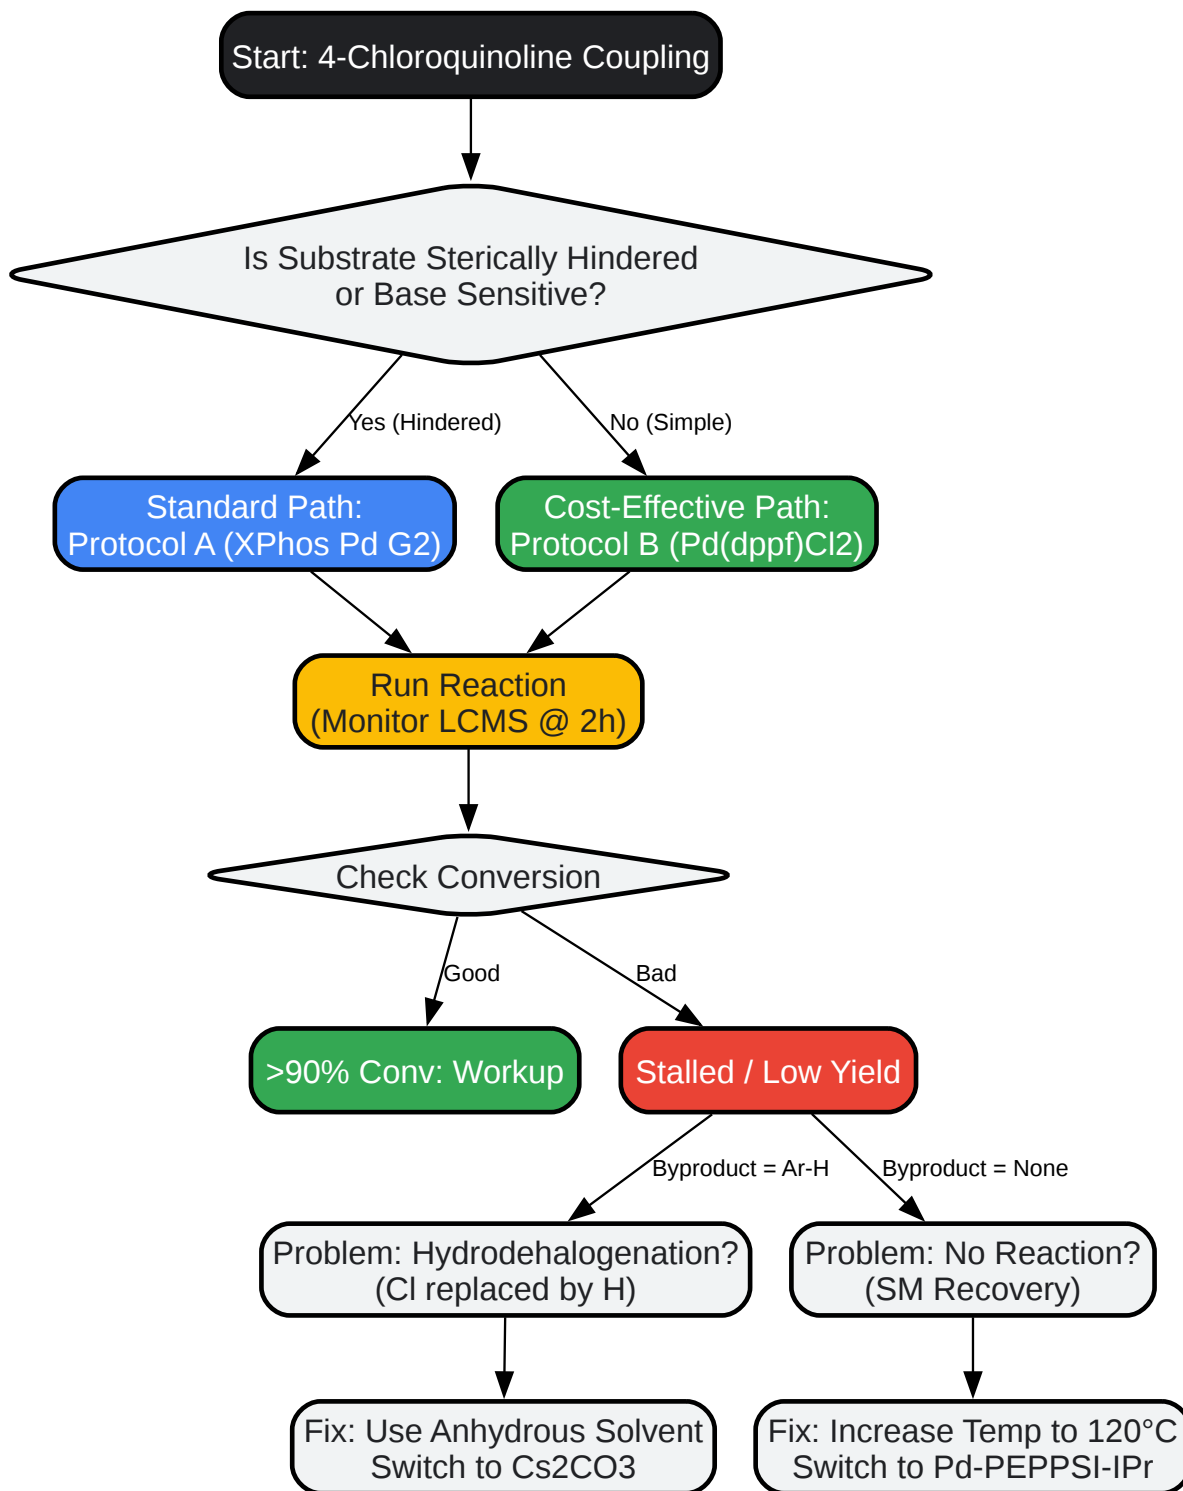 Start: 4-Chloroquinoline Coupling
Is Substrate Sterically Hindered
or Base Sensitive?
Yes (Hindered)
No (Simple)
Standard Path:
Protocol A (XPhos Pd G2)
Cost-Effective Path:
Protocol B (Pd(dppf)Cl2)
Run Reaction
(Monitor LCMS @ 2h)
Check Conversion
Good
Bad
>90% Conv: Workup
Stalled / Low Yield
Byproduct = Ar-H
Byproduct = None
Problem: Hydrodehalogenation?
(Cl replaced by H)
Problem: No Reaction?
(SM Recovery)
Fix: Use Anhydrous Solvent
Switch to Cs2CO3
Fix: Increase Temp to 120°C
Switch to Pd-PEPPSI-IPr